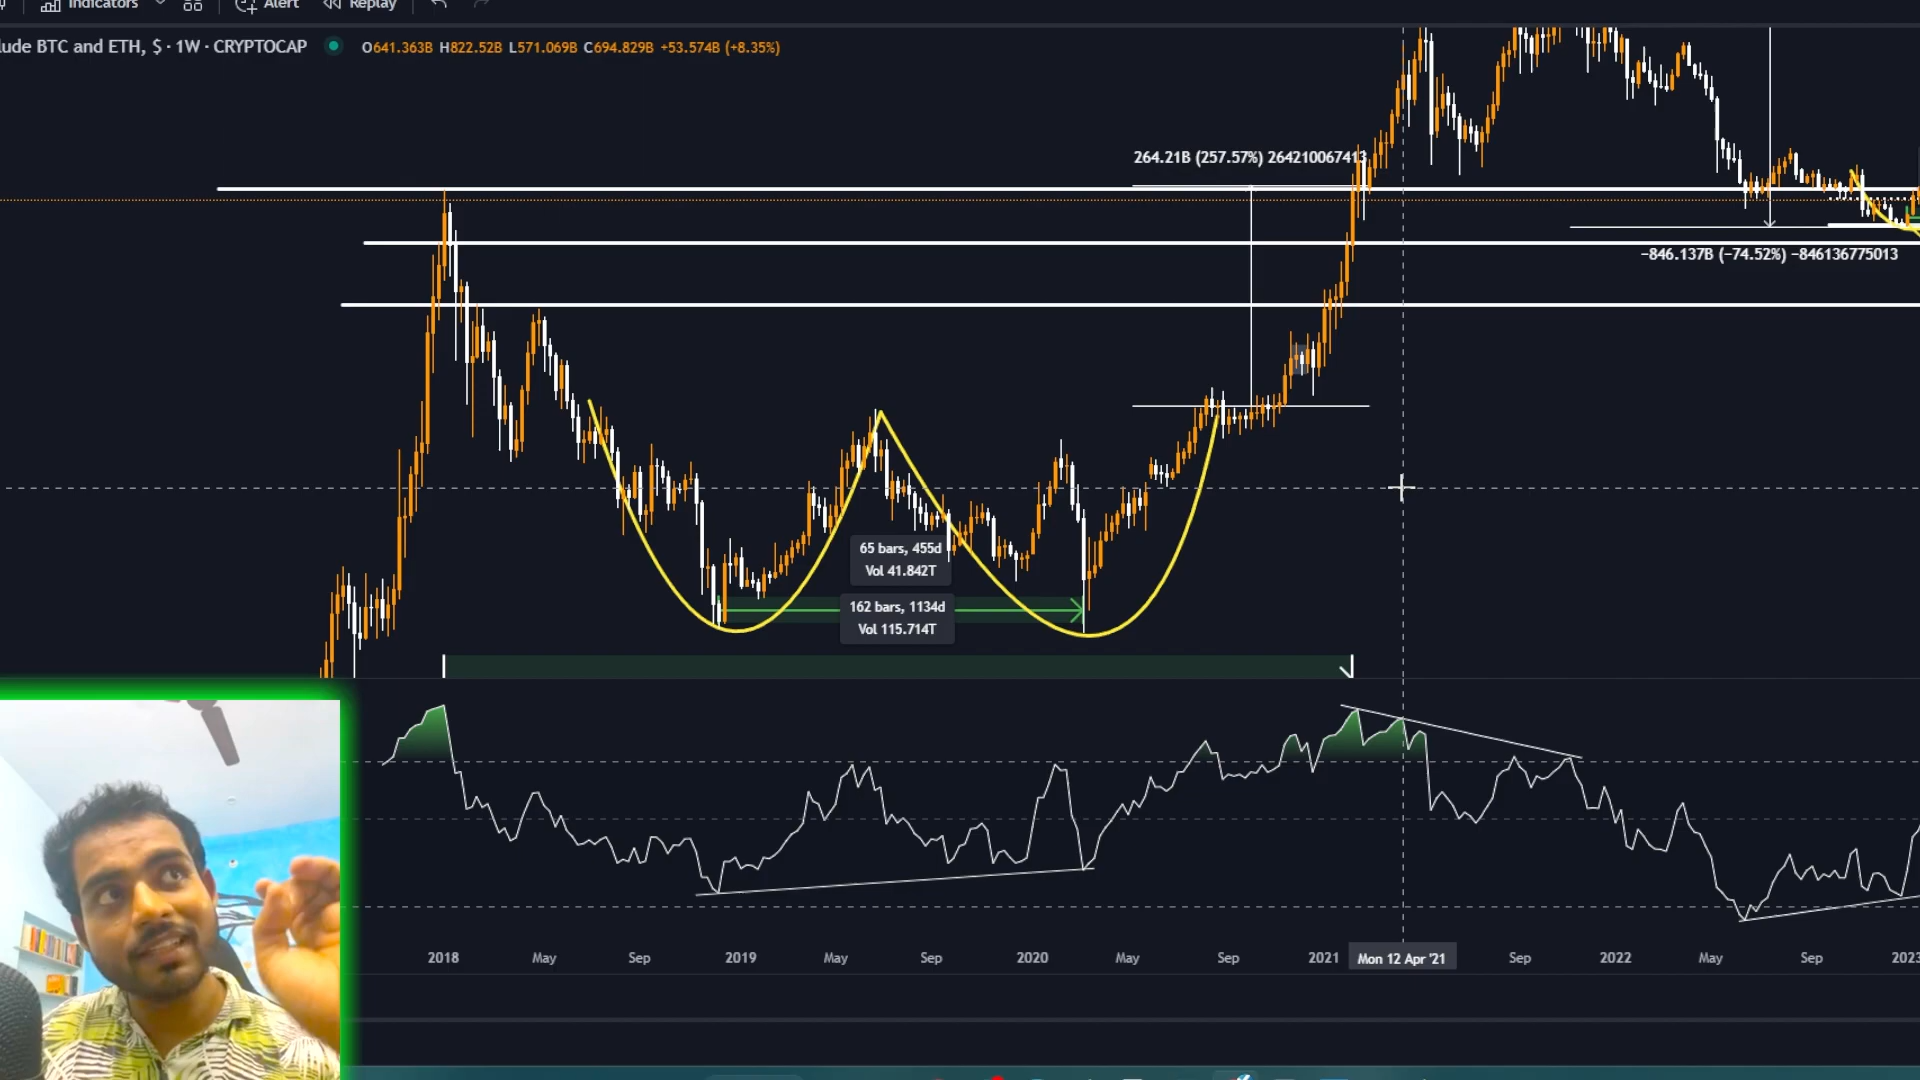 Indicators
Alert
Replay
lude BTC and ETH, $ · 1W · CRYPTOCAP
O641.363B H822.52B L571.069B C694.829B +53.574B (+8.35%)
264.21B (257.57%) 264210067413
−846.137B (−74.52%) −846136775013
65 bars, 455d
Vol 41.842T
162 bars, 1134d
Vol 115.714T
2018 May Sep 2019 May Sep 2020 May Sep 2021 Mon 12 Apr '21 Sep 2022 May Sep 2023